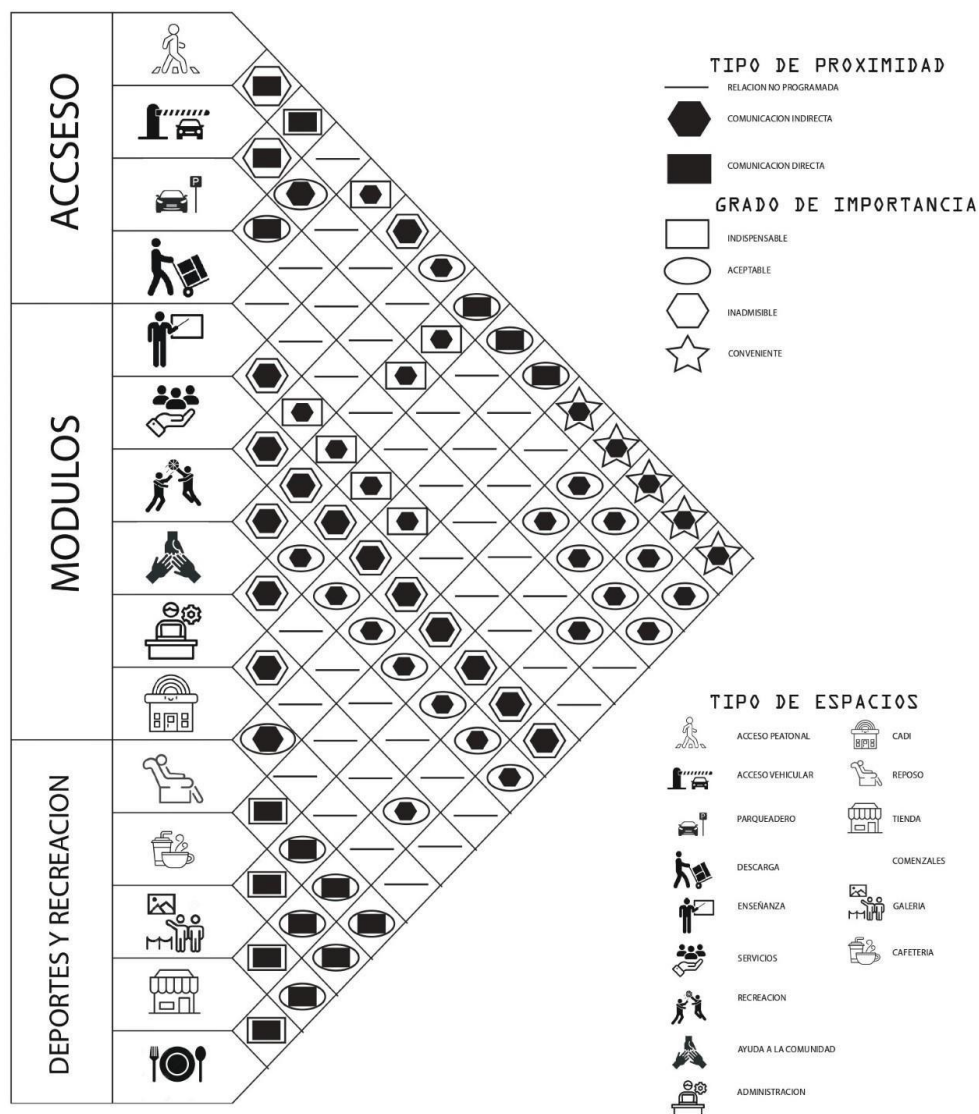 ACCSESO
MODULOS
DEPORTES Y RECREACION
TIPO DE PROXIMIDAD
RELACION NO PROGRAMADA
COMUNICACION INDIRECTA
COMUNICACION DIRECTA
GRADO DE IMPORTANCIA
INDISPENSABLE
ACEPTABLE
INADMISIBLE
CONVENIENTE
TIPO DE ESPACIOS
ACCESO PEATONAL
CADI
ACCESO VEHICULAR
REPOSO
PARQUEADERO
TIENDA
DESCARGA
COMENZALES
ENSEÑANZA
GALERIA
SERVICIOS
CAFETERIA
RECREACION
AYUDA A LA COMUNIDAD
ADMINISTRACION
P
P